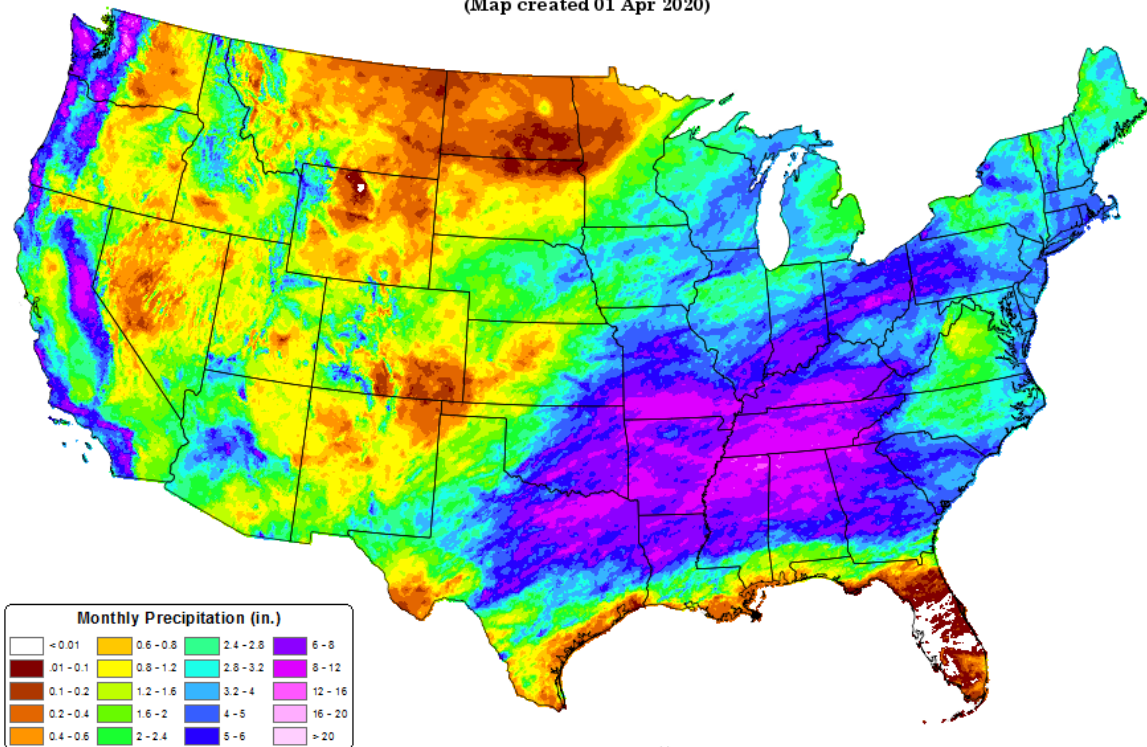 (Map created 01 Apr 2020)
Monthly Precipitation (in.)
< 0.01
.01 - 0.1
0.1 - 0.2
0.2 - 0.4
0.4 - 0.6
0.6 - 0.8
0.8 - 1.2
1.2 - 1.6
1.6 - 2
2 - 2.4
2.4 - 2.8
2.8 - 3.2
3.2 - 4
4 - 5
5 - 6
6 - 8
8 - 12
12 - 16
16 - 20
> 20